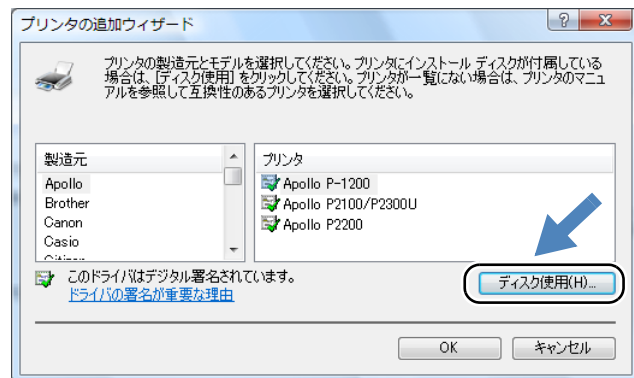 プリンタの追加ウィザード
プリンタの製造元とモデルを選択してください。プリンタにインストール ディスクが付属している
場合は、[ディスク使用] をクリックしてください。プリンタが一覧にない場合は、プリンタのマニュ
アルを参照して互換性のあるプリンタを選択してください。
製造元
Apollo
Brother
Canon
Casio
プリンタ
Apollo P-1200
Apollo P2100/P2300U
Apollo P2200
このドライバはデジタル署名されています。
ドライバの署名が重要な理由
ディスク使用(H)...
OK
キャンセル